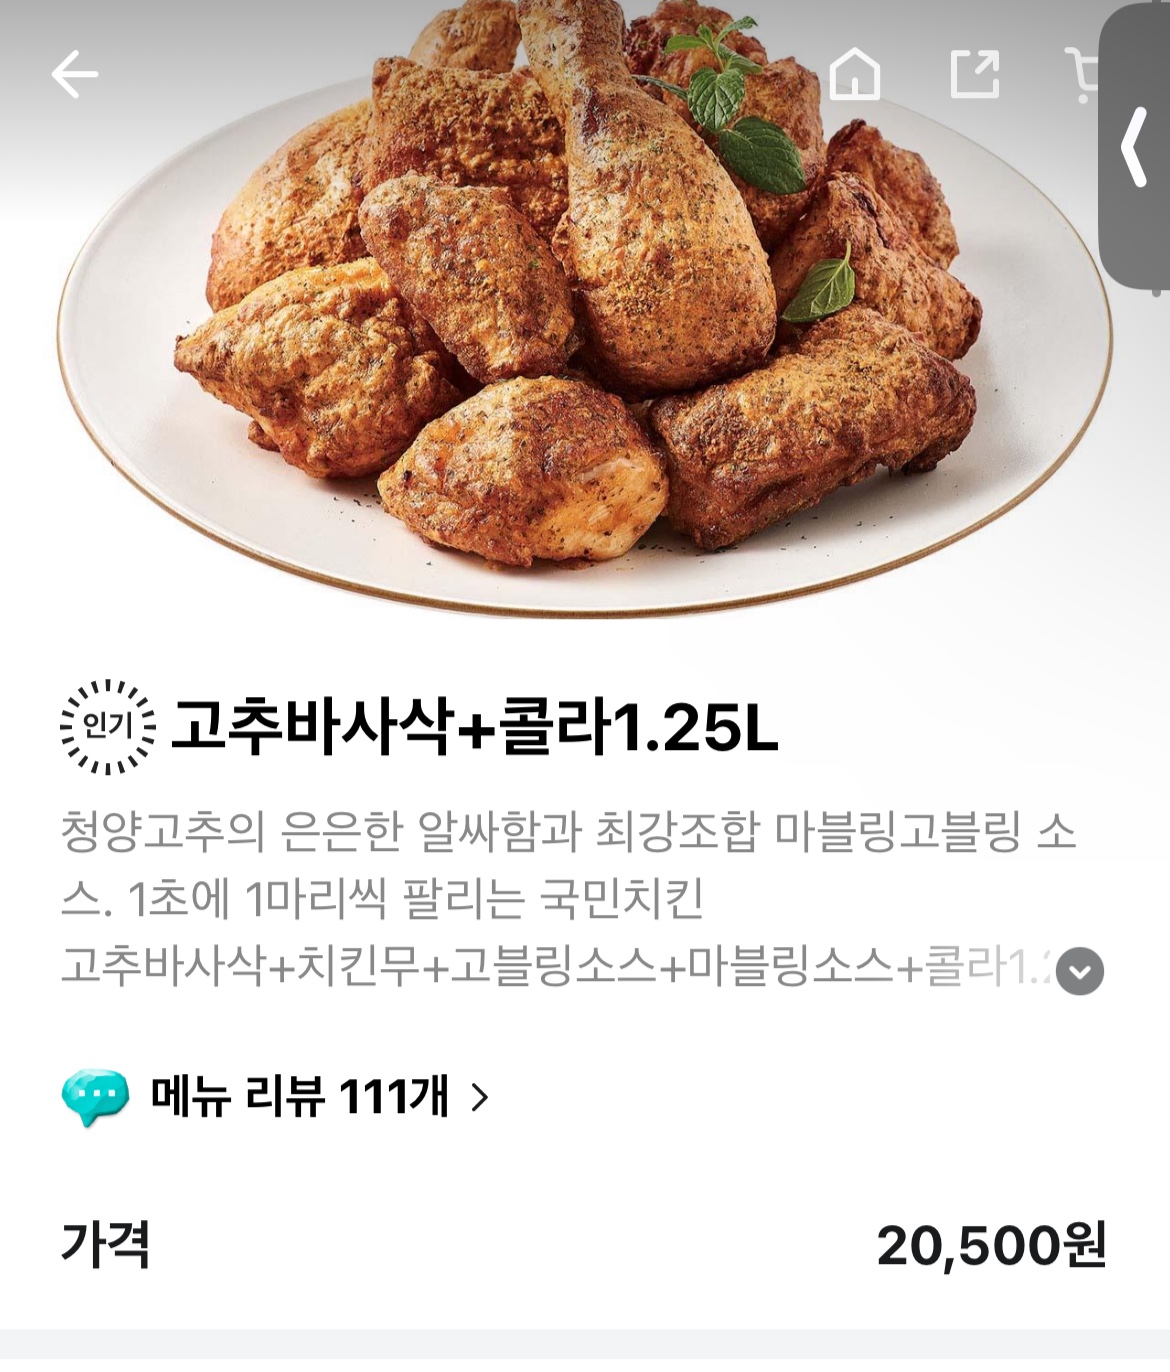 인기 고추바사삭+콜라1.25L
청양고추의 은은한 알싸함과 최강조합 마블링고블링 소
스. 1초에 1마리씩 팔리는 국민치킨
고추바사삭+치킨무+고블링소스+마블링소스+콜라1.2
메뉴 리뷰 111개
가격 20,500원